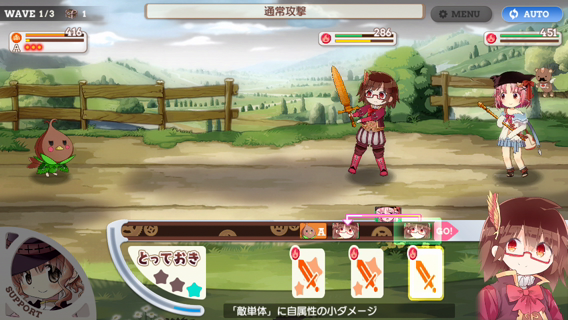 WAVE 1/3
1
通常攻撃
MENU
AUTO
416
A
286
451
A
GO!
とっておき
SUPPORT
「敵単体」に自属性の小ダメージ